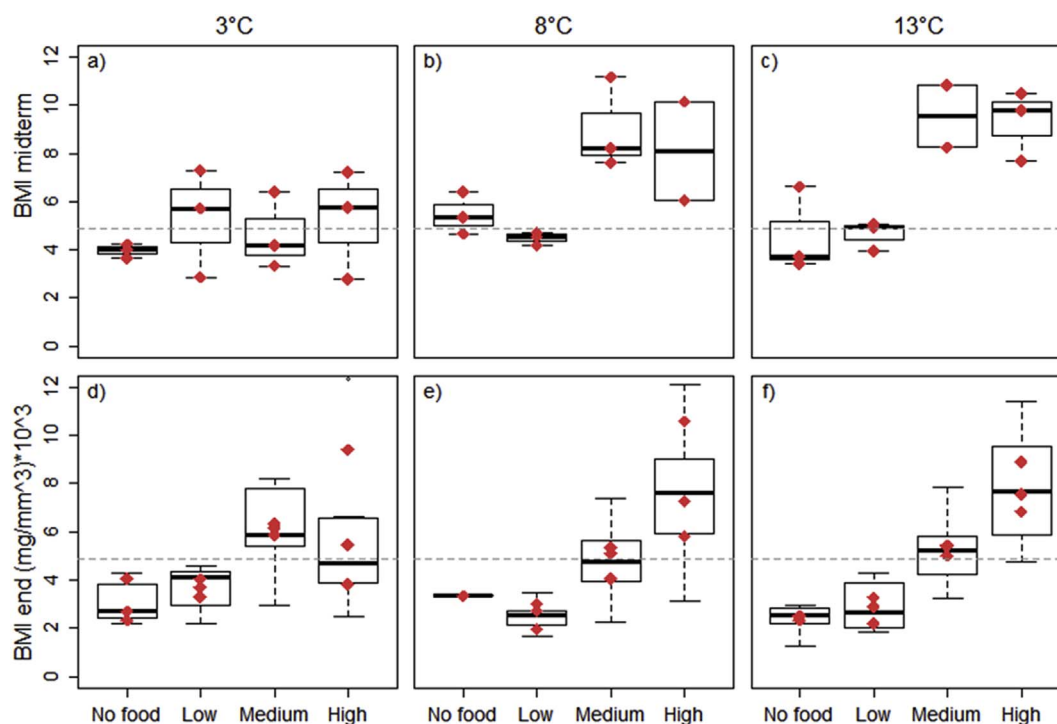 3°C 8°C 13°C
a) b) c)
BMI midterm
12
10
8
6
4
2
0
d) e) f)
BMI end (mg/mm^3)*10^3
12
10
8
6
4
2
0
No food Low Medium High No food Low Medium High No food Low Medium High